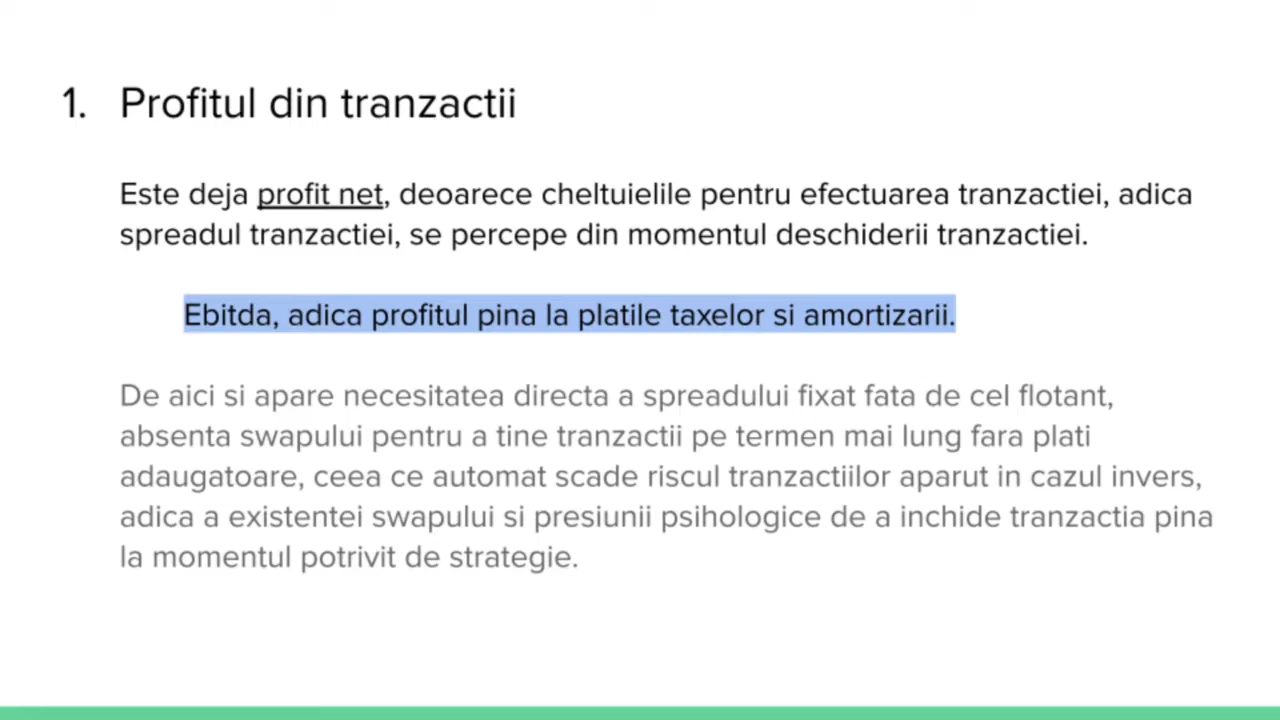 1. Profitul din tranzactii
Este deja profit net, deoarece cheltuielile pentru efectuarea tranzactiei, adica
spreadul tranzactiei, se percepe din momentul deschiderii tranzactiei.
Ebitda, adica profitul pina la platile taxelor si amortizarii.
De aici si apare necesitatea directa a spreadului fixat fata de cel flotant,
absenta swapului pentru a tine tranzactii pe termen mai lung fara plati
adaugatoare, ceea ce automat scade riscul tranzactiilor aparut in cazul invers,
adica a existentei swapului si presiunii psihologice de a inchide tranzactia pina
la momentul potrivit de strategie.